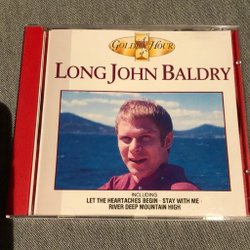 GOLDEN HOUR
LONG JOHN BALDRY
INCLUDING
LET THE HEARTACHES BEGIN · STAY WITH ME ·
RIVER DEEP MOUNTAIN HIGH